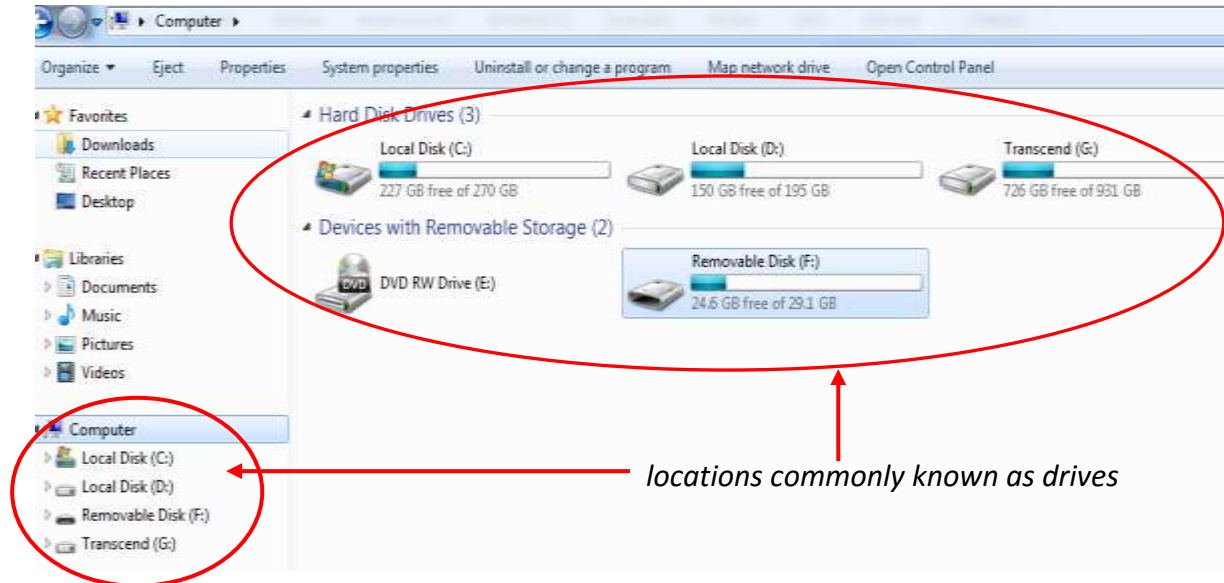 Computer
Organize Eject Properties System properties Uninstall or change a program Map network drive Open Control Panel
Favorites
Downloads
Recent Places
Desktop
Libraries
Documents
Music
Pictures
Videos
Computer
Local Disk (C:)
Local Disk (D:)
Removable Disk (F:)
Transcend (G:)
Hard Disk Drives (3)
Local Disk (C:)
227 GB free of 270 GB
Local Disk (D:)
150 GB free of 195 GB
Transcend (G:)
726 GB free of 931 GB
Devices with Removable Storage (2)
DVD
DVD RW Drive (E:)
Removable Disk (F:)
24.6 GB free of 29.1 GB
locations commonly known as drives